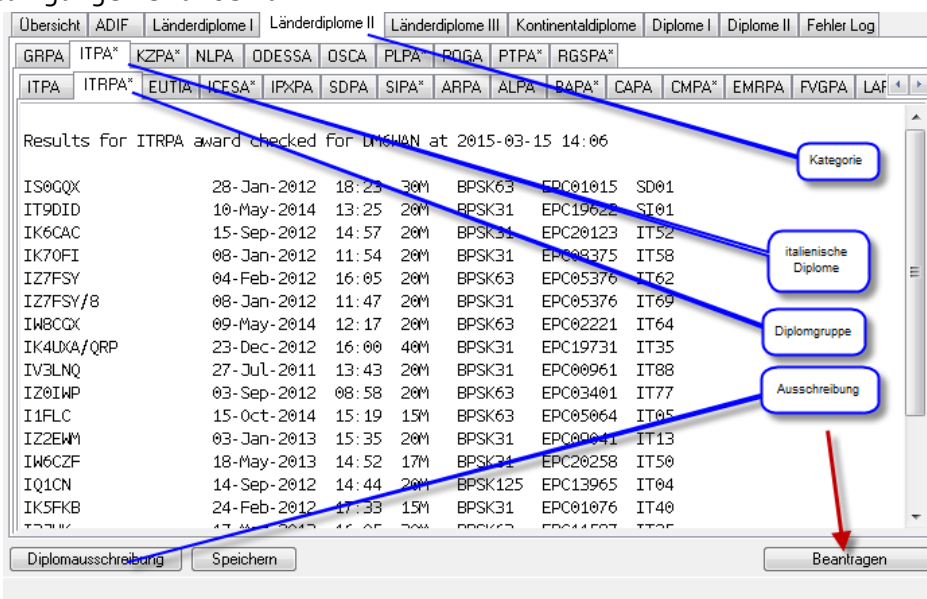 Übersicht ADIF Länderdiplome I Länderdiplome II Länderdiplome III Kontinentaldiplome Diplome I Diplome II Fehler Log
GRPA ITPA* KZPA* NLPA ODESSA OSCA PLPA* POGA PTPA* RGSPA*
ITPA ITRPA* EUTIA ICFSA* IPXPA SDPA SIPA* ARPA ALPA BAPA* CAPA CMPA* EMRPA FVGPA
Results for ITRPA award checked for DM6WAN at 2015-03-15 14:06
Kategorie
IS0GQX 28-Jan-2012 18:23 30M BPSK63 EPC01015 SD01
IT9DID 10-May-2014 13:25 20M BPSK31 EPC19622 SI01
IK6CAC 15-Sep-2012 14:57 20M BPSK31 EPC20123 IT52
IK7OFI 08-Jan-2012 11:54 20M BPSK31 EPC08375 IT58
italienische
Diplome
IZ7FSY 04-Feb-2012 16:05 20M BPSK63 EPC05376 IT62
IZ7FSY/8 08-Jan-2012 11:47 20M BPSK31 EPC05376 IT69
IW8CGX 09-May-2014 12:17 20M BPSK63 EPC02221 IT64
Diplomgruppe
IK4UXA/QRP 23-Dec-2012 16:00 40M BPSK63 EPC19731 IT35
IV3LNQ 27-Jul-2011 13:43 20M BPSK31 EPC00961 IT88
IZ0IWP 03-Sep-2012 08:58 20M BPSK63 EPC03401 IT77
Ausschreibung
I1FLC 15-Oct-2014 15:19 15M BPSK63 EPC05064 IT05
IZ2EWM 03-Jan-2013 15:35 20M BPSK31 EPC09041 IT13
IW6CZF 18-May-2013 14:52 17M BPSK31 EPC20258 IT50
IQ1CN 14-Sep-2012 14:44 20M BPSK125 EPC13965 IT04
IK5FKB 24-Feb-2012 17:33 15M BPSK31 EPC01076 IT40
Diplomausschreibung Speichern Beantragen